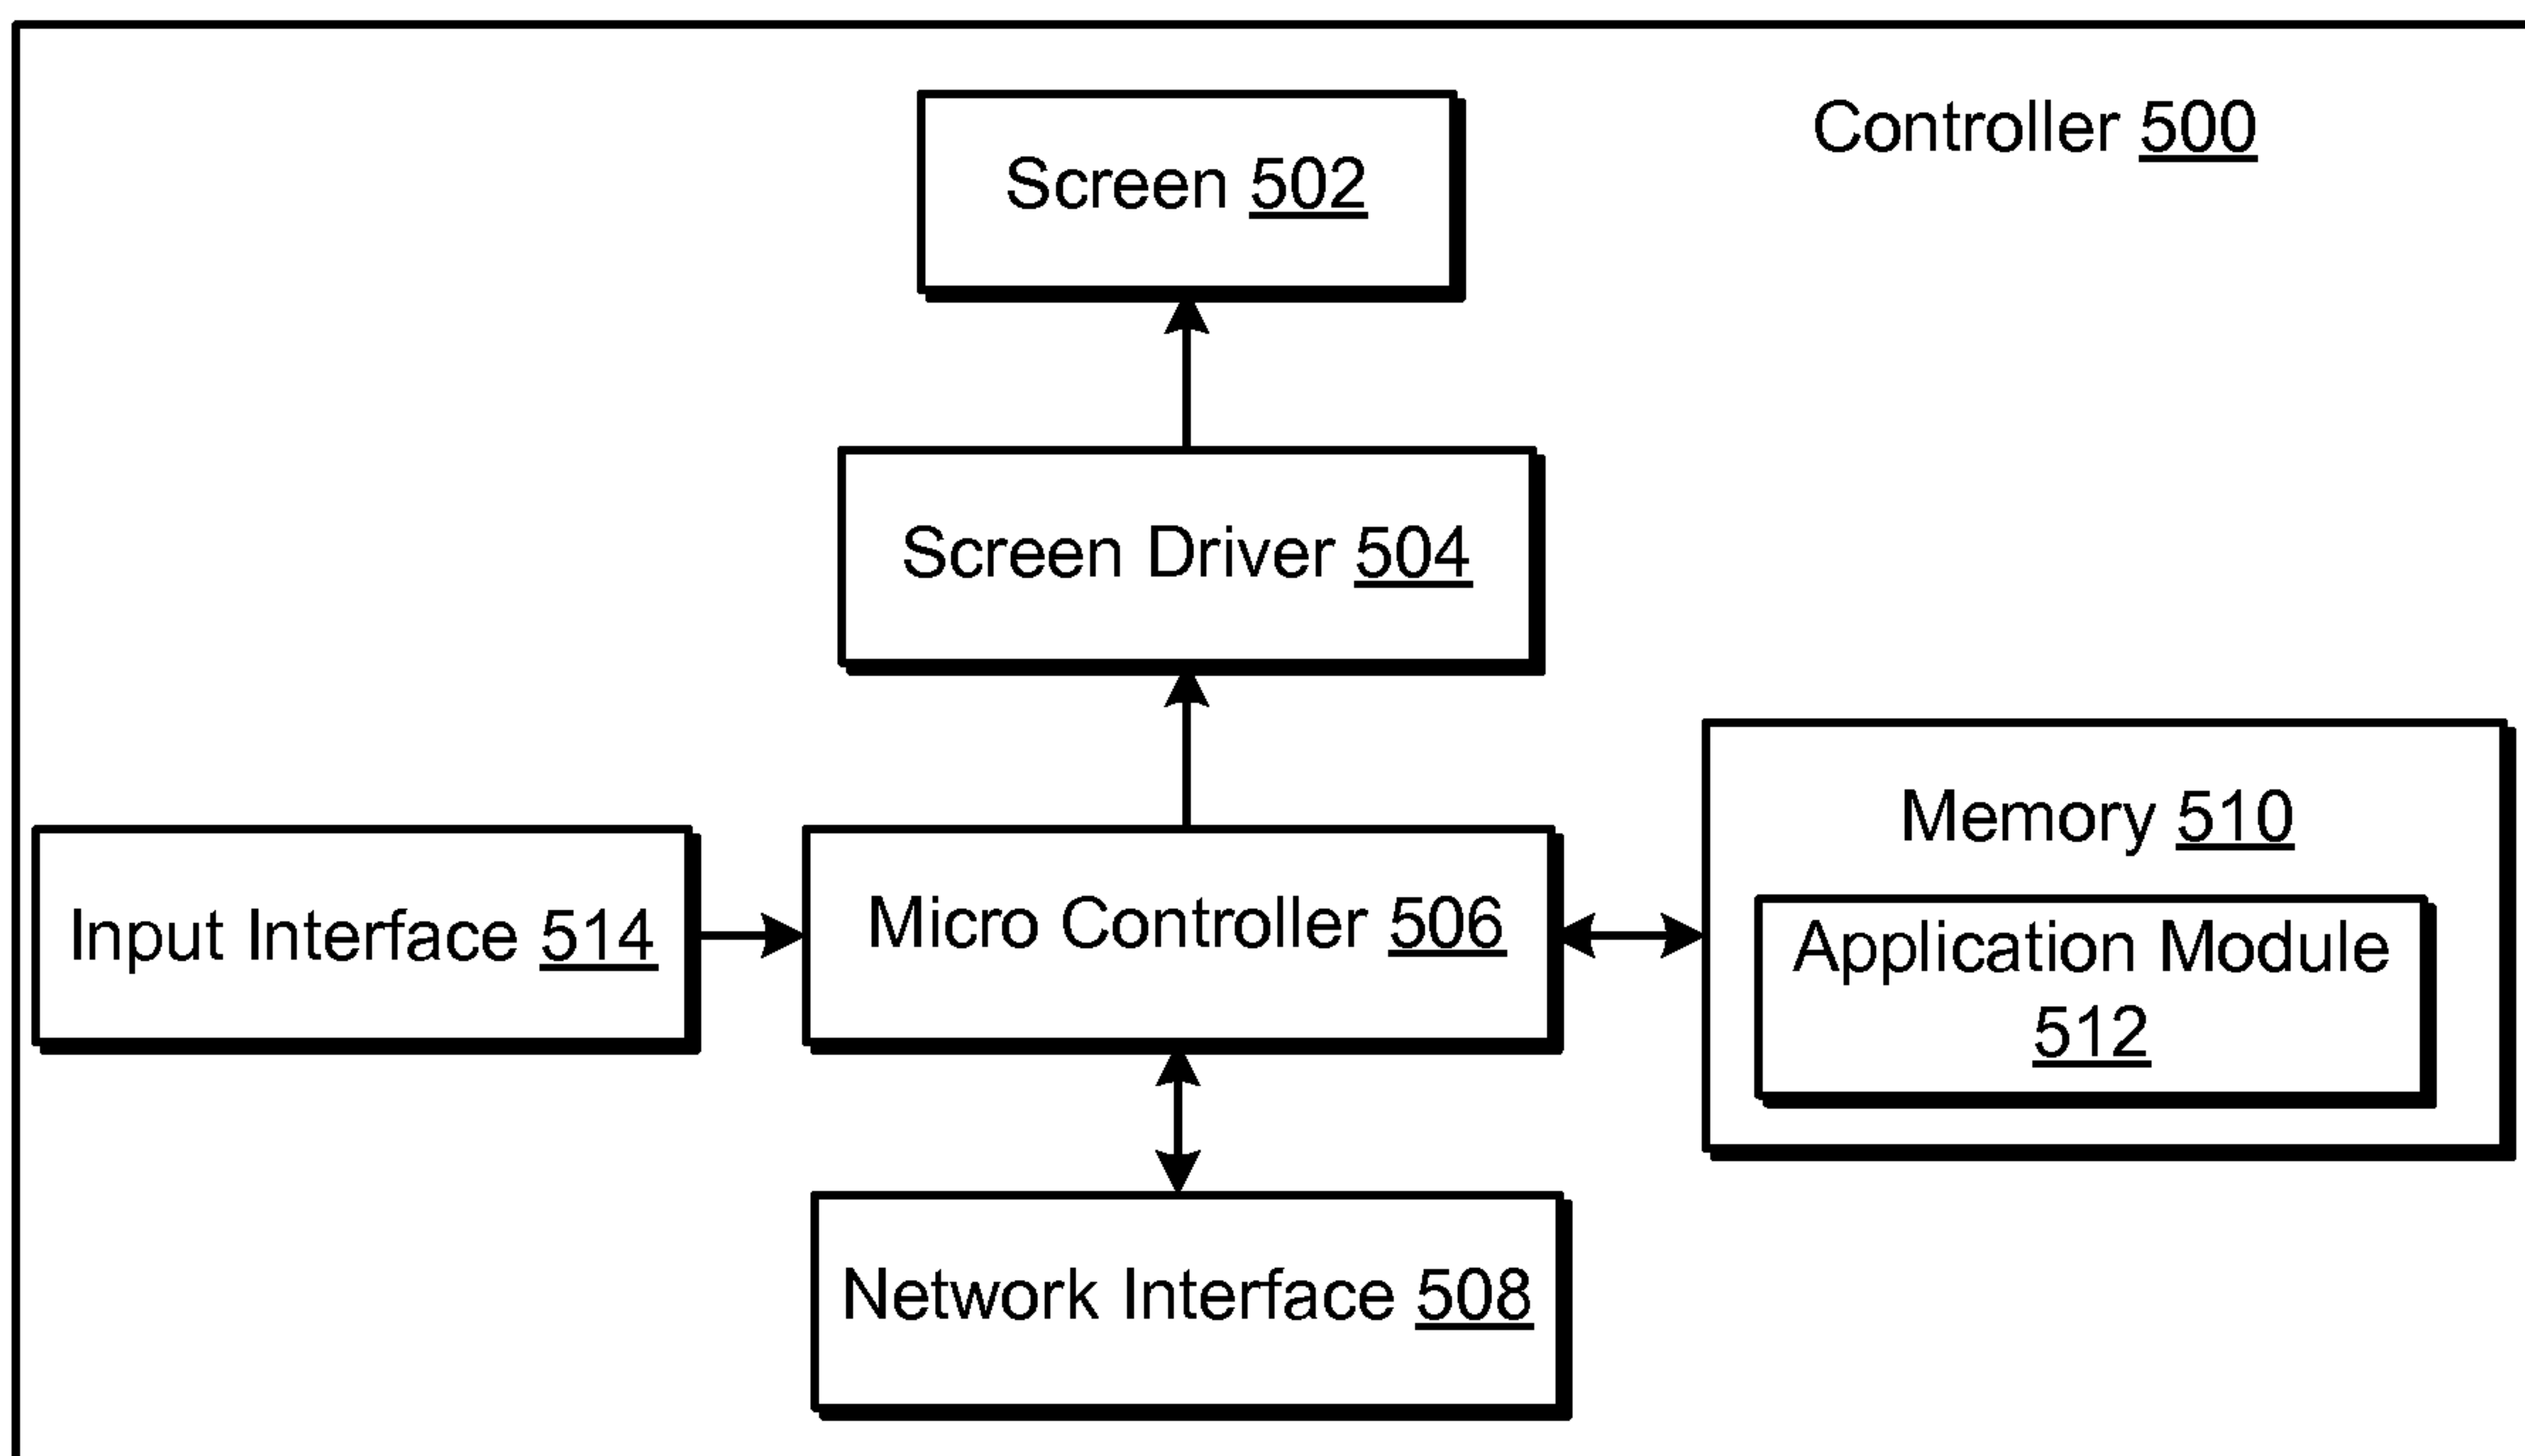 Controller 500
Screen 502
Screen Driver 504
Memory 510
Input Interface 514
Micro Controller 506
Application Module
512
Network Interface 508